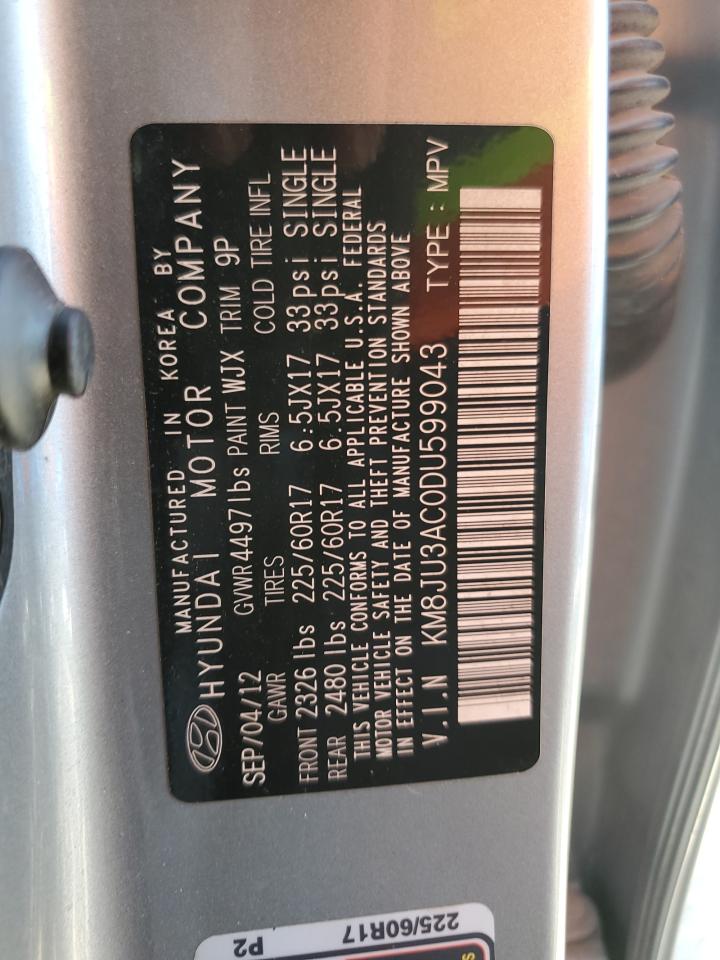 MANUFACTURED IN KOREA BY
HYUNDAI MOTOR COMPANY
SEP/04/12 GVWR4497lbs PAINT WJX TRIM 9P
GAWR TIRES RIMS COLD TIRE INFL
FRONT 2326 lbs 225/60R17 6.5JX17 33psi SINGLE
REAR 2480 lbs 225/60R17 6.5JX17 33psi SINGLE
THIS VEHICLE CONFORMS TO ALL APPLICABLE U.S.A. FEDERAL
MOTOR VEHICLE SAFETY AND THEFT PREVENTION STANDARDS
IN EFFECT ON THE DATE OF MANUFACTURE SHOWN ABOVE
V.I.N KM8JU3AC0DU599043 TYPE : MPV
225/60R17
P2